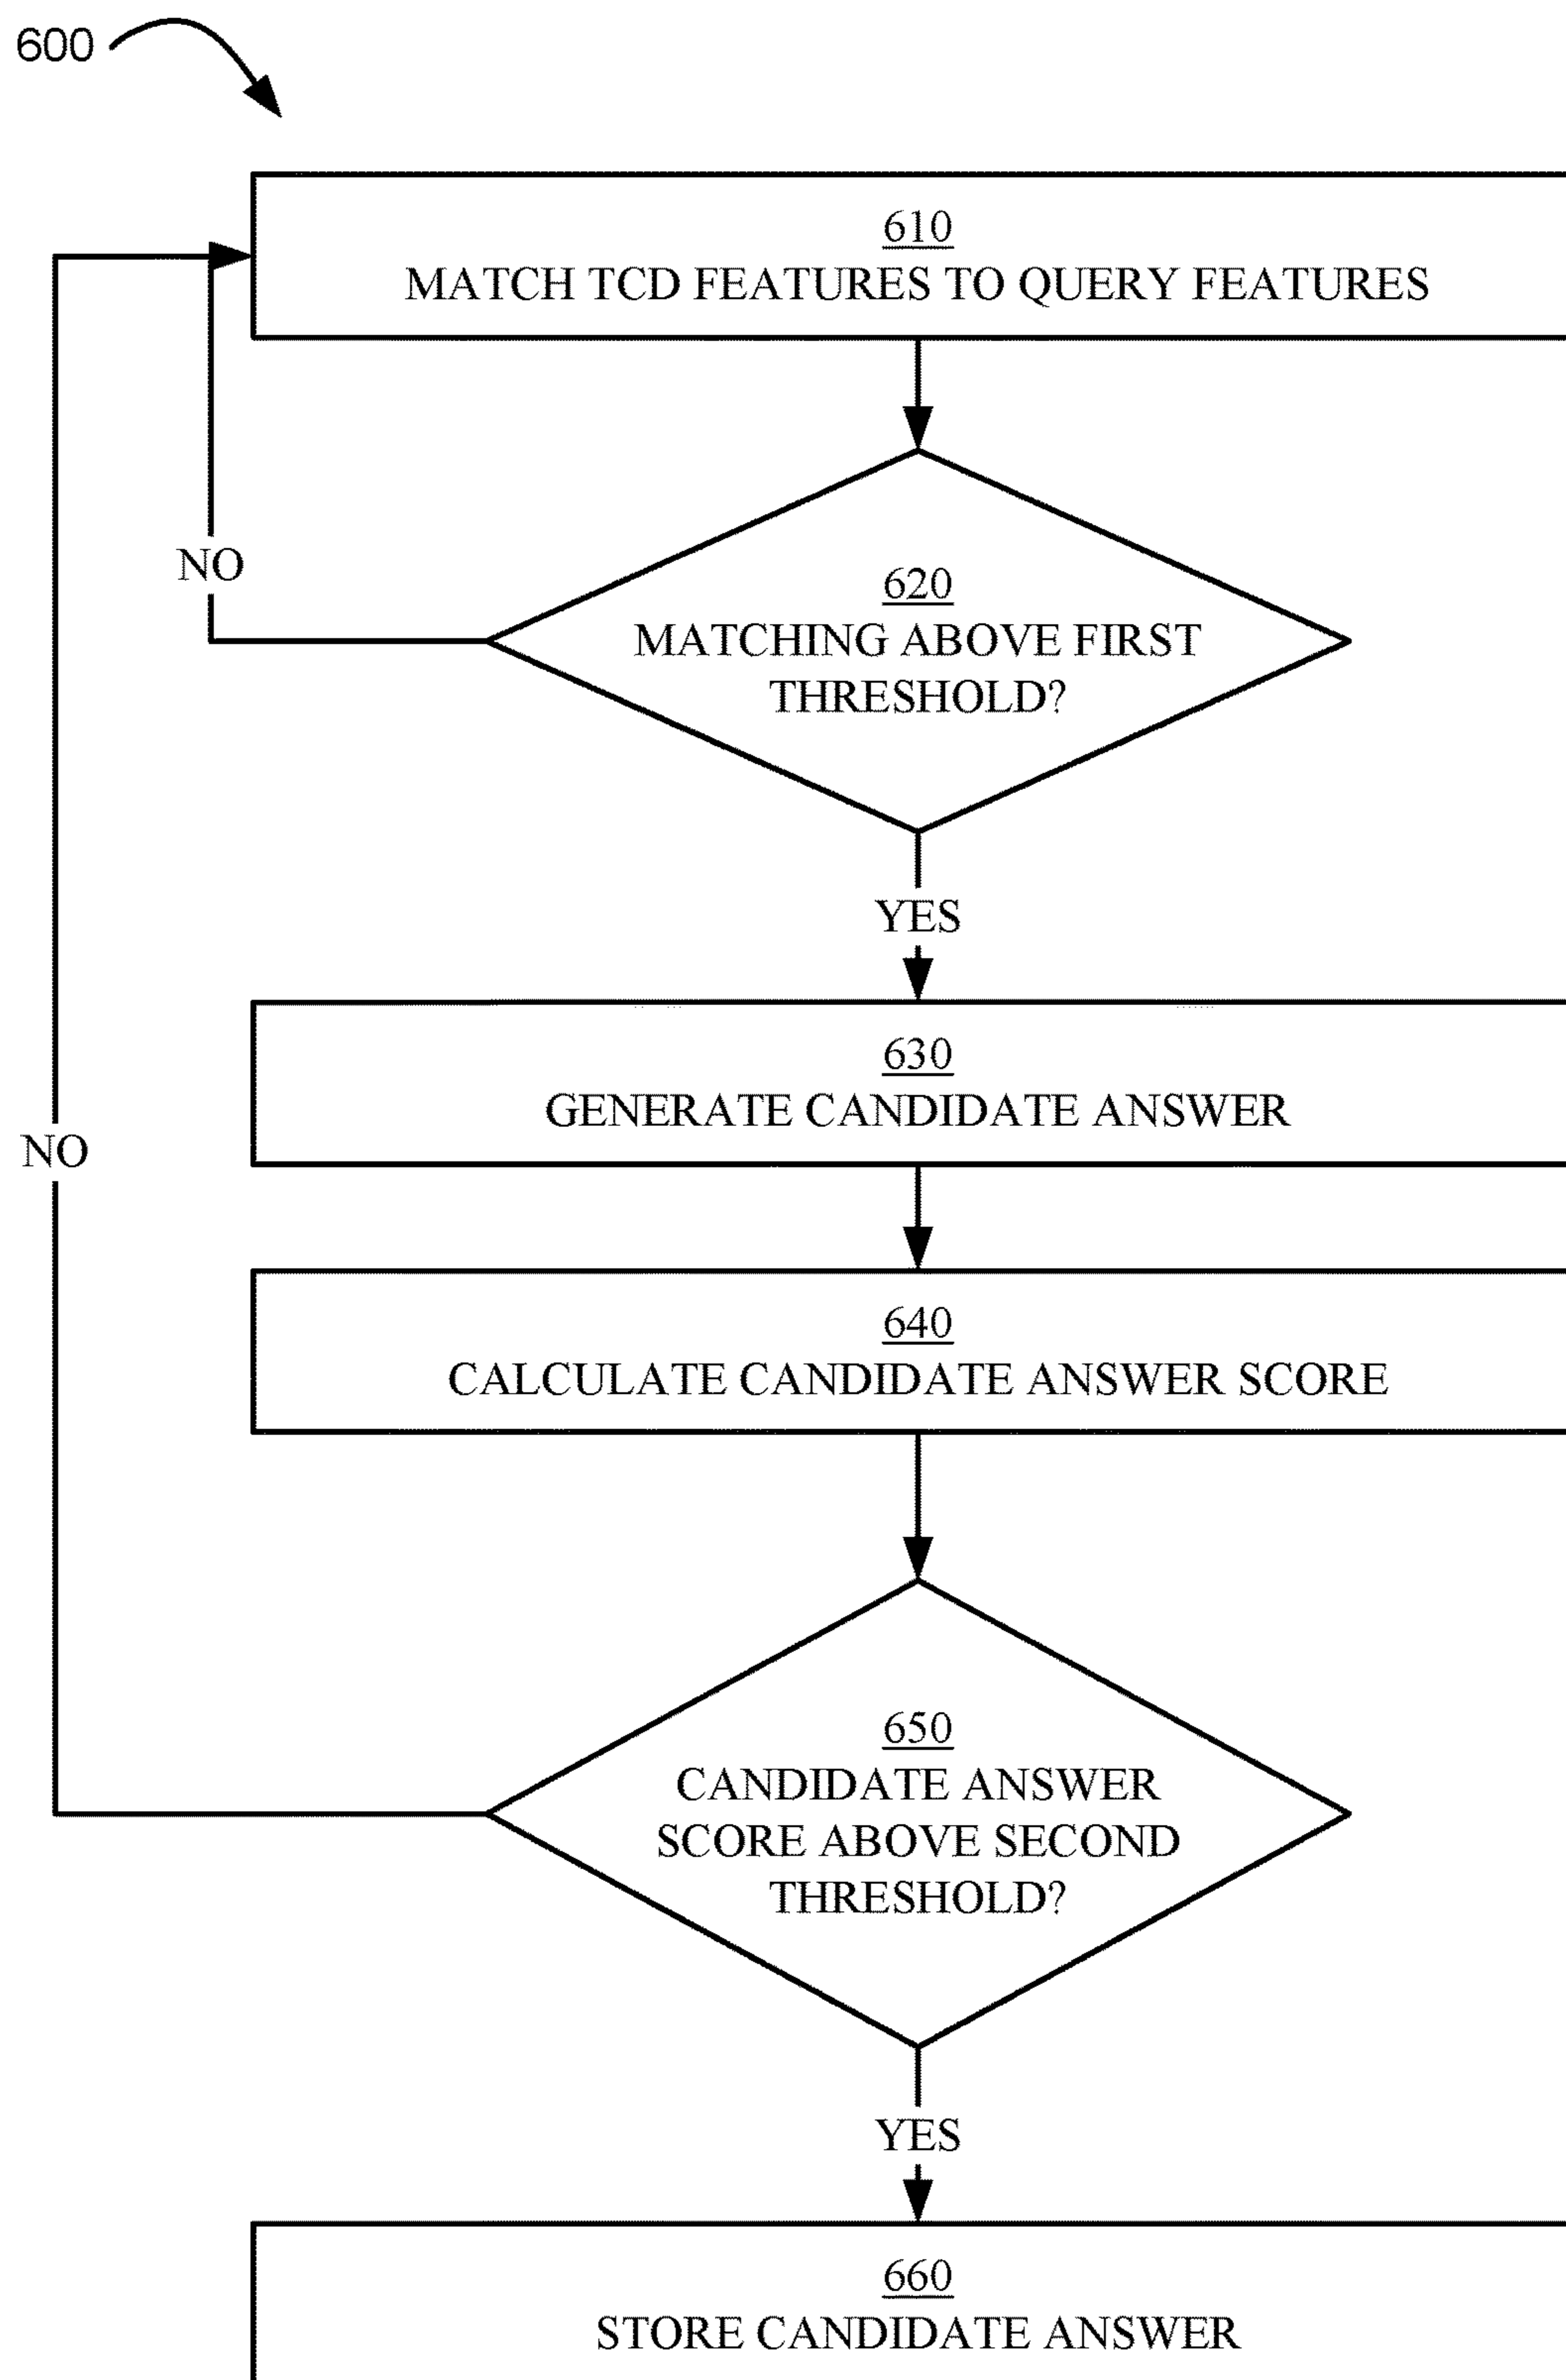 600
610
MATCH TCD FEATURES TO QUERY FEATURES
NO
620
MATCHING ABOVE FIRST
THRESHOLD?
YES
630
GENERATE CANDIDATE ANSWER
NO
640
CALCULATE CANDIDATE ANSWER SCORE
650
CANDIDATE ANSWER
SCORE ABOVE SECOND
THRESHOLD?
YES
660
STORE CANDIDATE ANSWER